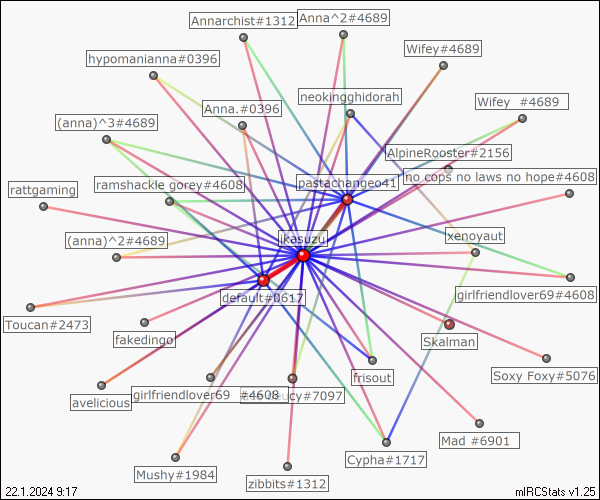 Annarchist#1312
Anna^2#4689
Wifey#4689
hypomanianna#0396
neokingghidorah
Wifey #4689
Anna.#0396
(anna)^3#4689
AlpineRooster#2156
no cops no laws no hope#4608
ramshackle gorey#4608
pastachangeo41
rattgaming
(anna)^2#4689
ikasuzu
xenoyaut
default#0617
girlfriendlover69#4608
Toucan#2473
fakedingo
Skalman
frisout
Soxy Foxy#5076
avelicious
girlfriendlover69 #4608
#7097
Mad #6901
Cypha#1717
Mushy#1984
zibbits#1312
22.1.2024 9:17
mIRCStats v1.25